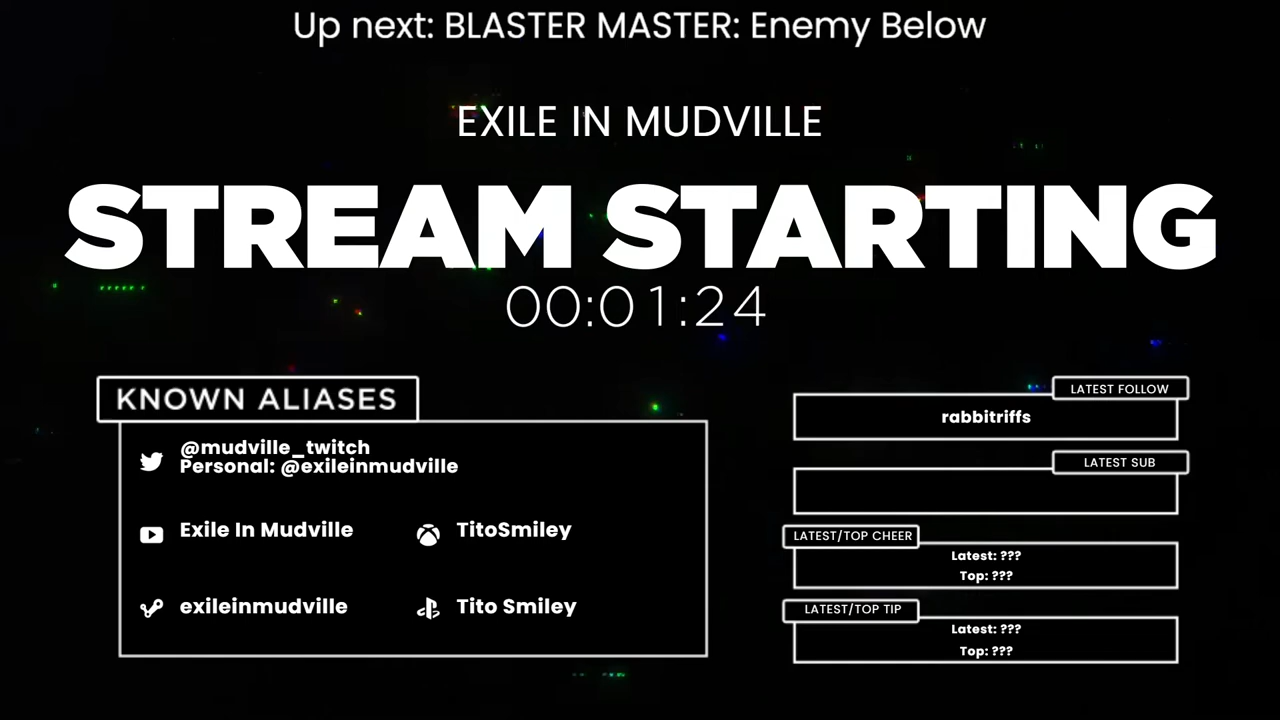 Up next: BLASTER MASTER: Enemy Below
EXILE IN MUDVILLE
STREAM STARTING
00:01:24
KNOWN ALIASES
@mudville_twitch
Personal: @exileinmudville
Exile In Mudville
TitoSmiley
exileinmudville
Tito Smiley
LATEST FOLLOW
rabbitriffs
LATEST SUB
LATEST/TOP CHEER
Latest: ???
Top: ???
LATEST/TOP TIP
Latest: ???
Top: ???